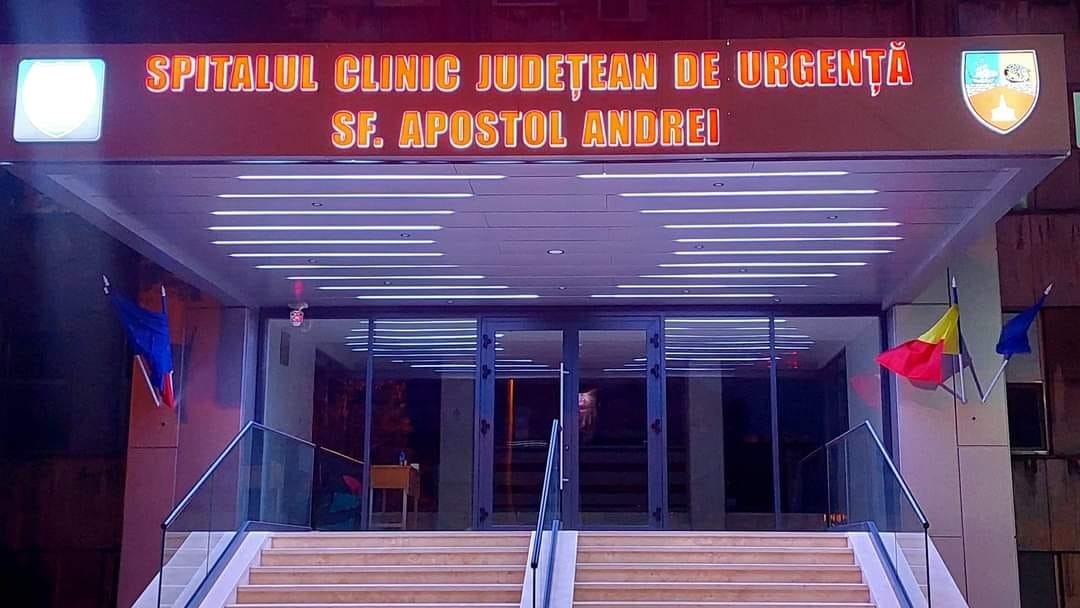 SPITALUL CLINIC JUDEȚEAN DE URGENȚĂ
SF. APOSTOL ANDREI